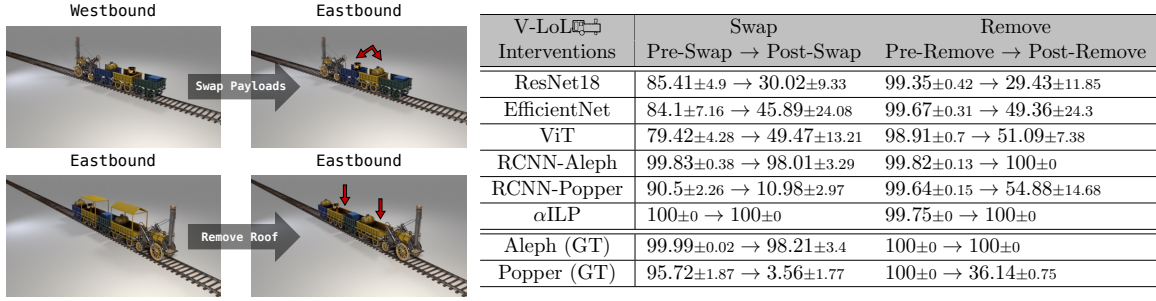 Westbound
Eastbound
Swap Payloads
Eastbound
Eastbound
Remove Roof
V-LoL Swap Remove
Interventions Pre-Swap → Post-Swap Pre-Remove → Post-Remove
ResNet18 85.41±4.9 → 30.02±9.33 99.35±0.42 → 29.43±11.85
EfficientNet 84.1±7.16 → 45.89±24.08 99.67±0.31 → 49.36±24.3
ViT 79.42±4.28 → 49.47±13.21 98.91±0.7 → 51.09±7.38
RCNN-Aleph 99.83±0.38 → 98.01±3.29 99.82±0.13 → 100±0
RCNN-Popper 90.5±2.26 → 10.98±2.97 99.64±0.15 → 54.88±14.68
αILP 100±0 → 100±0 99.75±0 → 100±0
Aleph (GT) 99.99±0.02 → 98.21±3.4 100±0 → 100±0
Popper (GT) 95.72±1.87 → 3.56±1.77 100±0 → 36.14±0.75